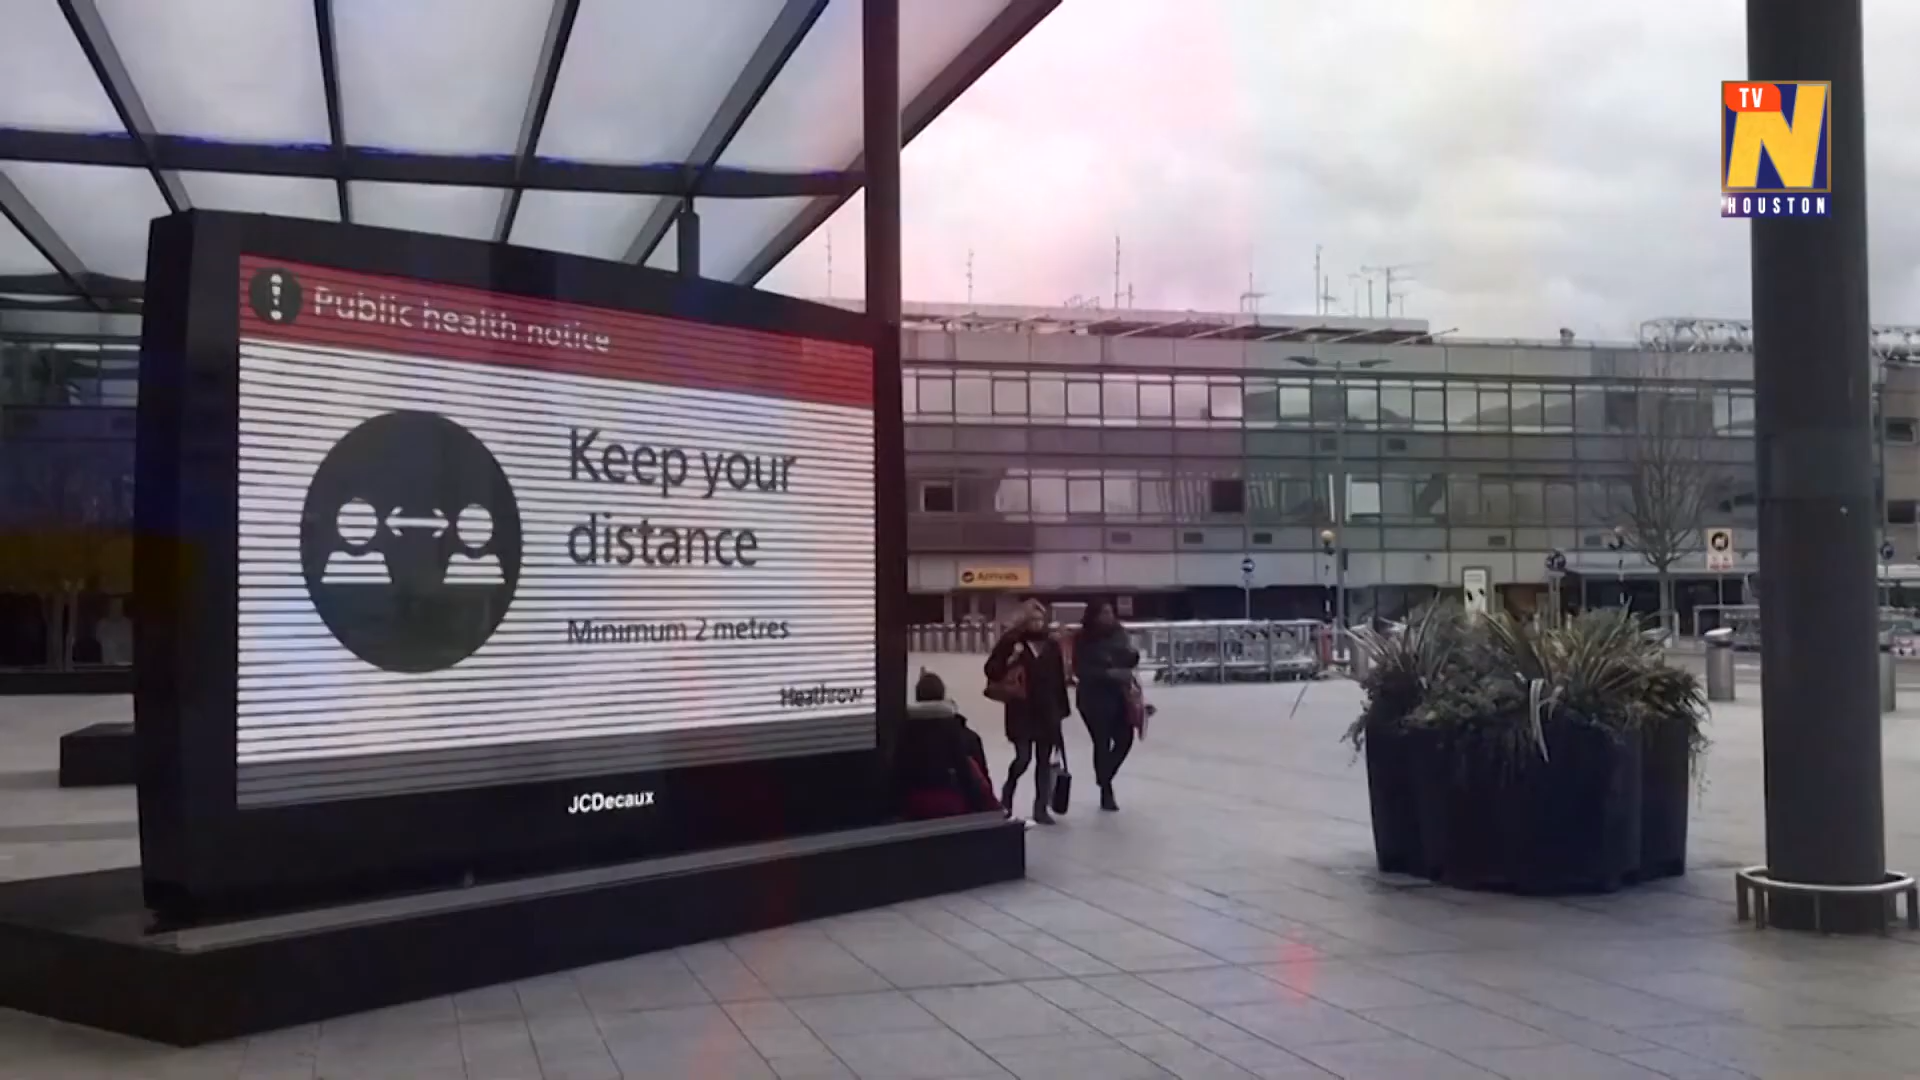 TV
N
HOUSTON
Public health notice
Keep your
distance
Minimum 2 metres
Heathrow
JCDecaux
Arrivals